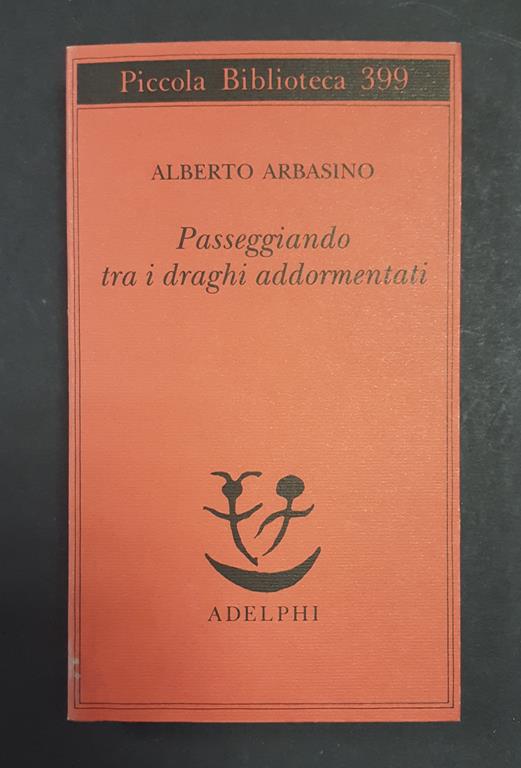 Piccola Biblioteca 399
ALBERTO ARBASINO
Passeggiando
tra i draghi addormentati
ADELPHI